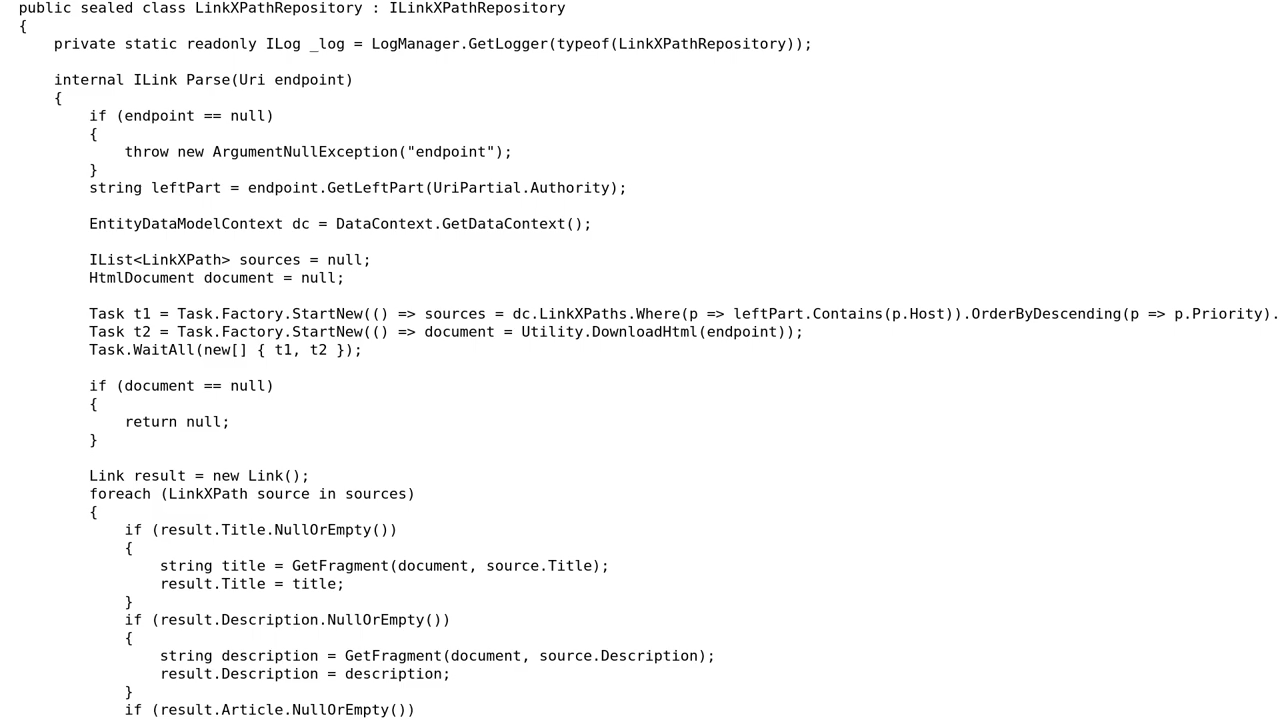 public sealed class LinkXPathRepository : ILinkXPathRepository
{
    private static readonly ILog _log = LogManager.GetLogger(typeof(LinkXPathRepository));

    internal ILink Parse(Uri endpoint)
    {
        if (endpoint == null)
        {
            throw new ArgumentNullException("endpoint");
        }
        string leftPart = endpoint.GetLeftPart(UriPartial.Authority);

        EntityDataModelContext dc = DataContext.GetDataContext();

        IList<LinkXPath> sources = null;
        HtmlDocument document = null;

        Task t1 = Task.Factory.StartNew(() => sources = dc.LinkXPaths.Where(p => leftPart.Contains(p.Host)).OrderByDescending(p => p.Priority).
        Task t2 = Task.Factory.StartNew(() => document = Utility.DownloadHtml(endpoint));
        Task.WaitAll(new[] { t1, t2 });

        if (document == null)
        {
            return null;
        }

        Link result = new Link();
        foreach (LinkXPath source in sources)
        {
            if (result.Title.NullOrEmpty())
            {
                string title = GetFragment(document, source.Title);
                result.Title = title;
            }
            if (result.Description.NullOrEmpty())
            {
                string description = GetFragment(document, source.Description);
                result.Description = description;
            }
            if (result.Article.NullOrEmpty())